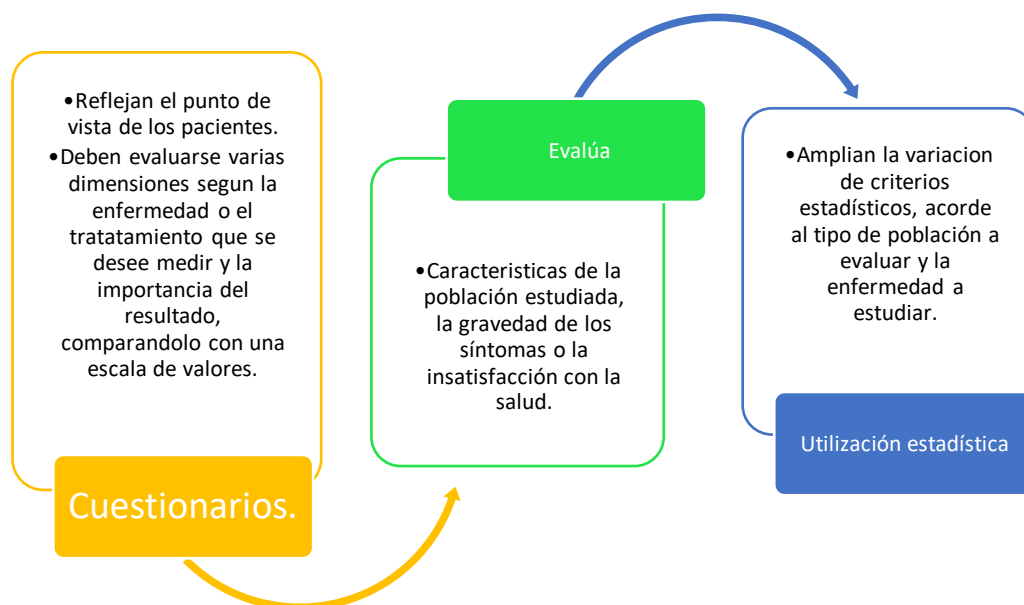 •Reflejan el punto de
vista de los pacientes.
•Deben evaluarse varias
dimensiones segun la
enfermedad o el
tratatamiento que se
desee medir y la
importancia del
resultado,
comparandolo con una
escala de valores.
Cuestionarios.
Evalúa
•Caracteristicas de la
población estudiada,
la gravedad de los
síntomas o la
insatisfacción con la
salud.
•Amplian la variacion
de criterios
estadísticos, acorde
al tipo de población a
evaluar y la
enfermedad a
estudiar.
Utilización estadística